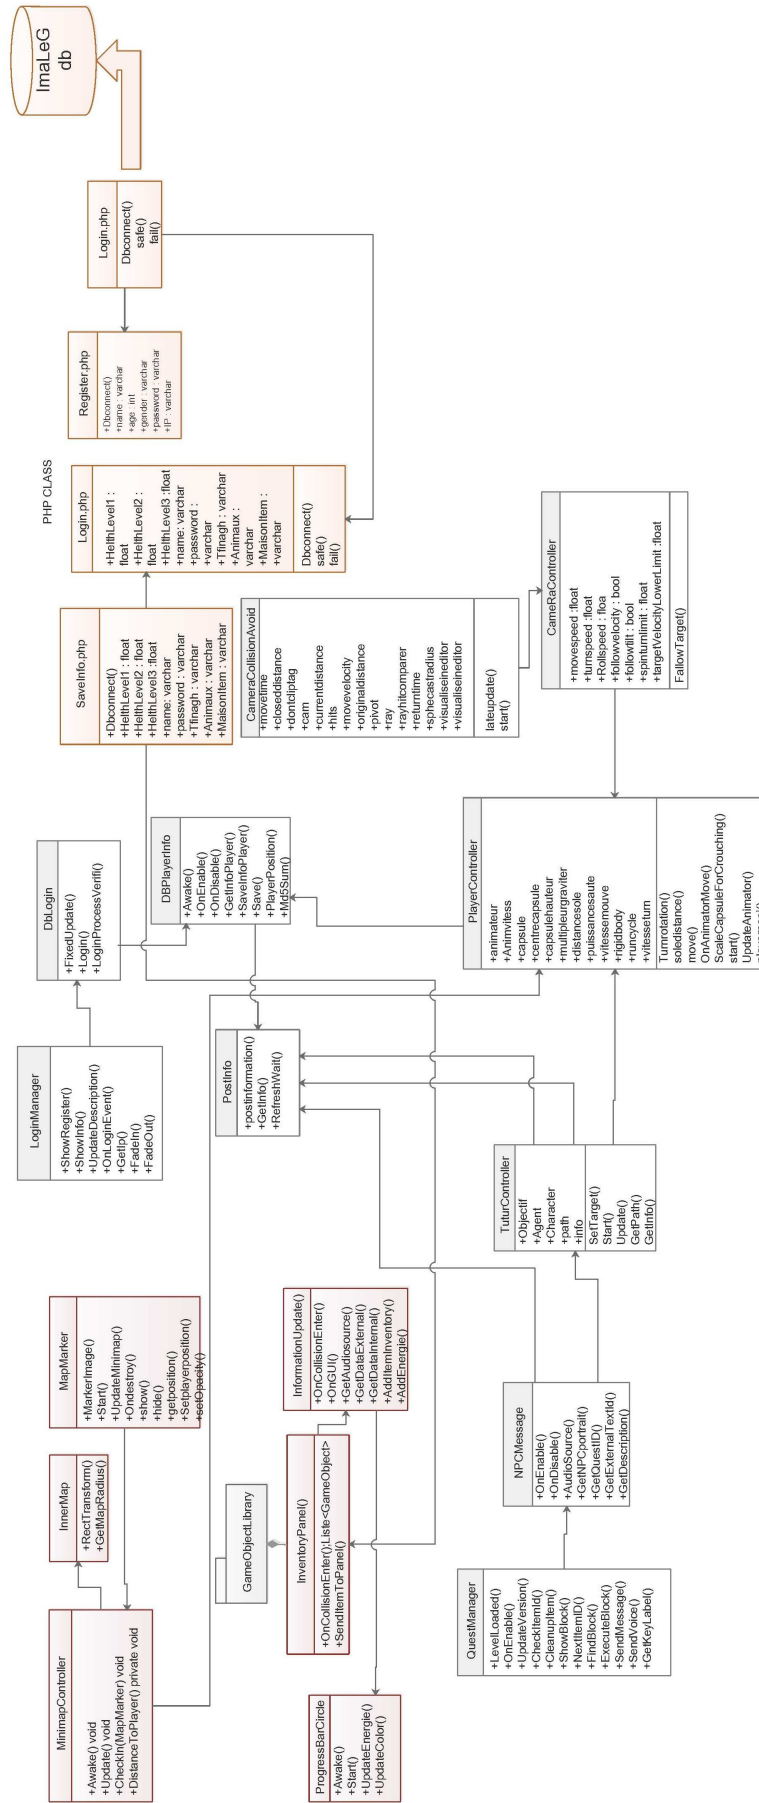 MinimapController
+Awake() void
+Update() void
+CheckIn(MapMarker) void
+DistanceToPlayer() private void
InnerMap
+RectTransform()
+GetMapRadius()
MapMarker
+MarkerImage()
+Start()
+UpdateMinimap()
+Ondestroy()
+show()
+hide()
+getposition()
+Setplayerposition()
+setOpacity()
LoginManager
+ShowRegister()
+ShowInfo()
+UpdateDescription()
+OnLoginEvent()
+GetIp()
+FadeIn()
+FadeOut()
DbLogin
+FixedUpdate()
+Login()
+LoginProcessVerifi()
SaveInfo.php
+Dbconnect()
+HelthLevel1 : float
+HelthLevel2 : float
+HelthLevel3 :float
+name: varchar
+password : varchar
+Tfinagh : varchar
+Animaux : varchar
+MaisonItem : varchar
PHP CLASS
Login.php
+HelthLevel1 :
float
+HelthLevel2 :
float
+HelthLevel3 :float
+name: varchar
+password :
+varchar
+Tfinagh : varchar
+Animaux :
varchar
+MaisonItem :
+varchar
Dbconnect()
safe()
fail()
Register.php
+Dbconnect()
+name : varchar
+age : int
+gender : varchar
+password : varchar
+IP : varchar
Login.php
Dbconnect()
safe()
fail()
ImaLeG
db
ProgressBarCircle
+Awake()
+Start()
+UpdateEnergie()
+UpdateColor()
GameObjectLibrary
InventoryPanel()
+OnCollisionEnter();Liste<GameObject>
+SendItemToPanel()
InformationUpdate()
+OnCollisionEnter()
+OnGUI()
+GetAudiosource()
+GetDataExternal()
+GetDataInternal()
+AddItemInventory()
+AddEnergie()
PostInfo
+postinformation()
+GetInfo()
+RefreshWait()
DBPlayerInfo
+Awake()
+OnEnable()
+OnDisable()
+GetInfoPlayer()
+SaveInfoPlayer()
+Save()
+PlayerPosition()
+Md5Sum()
CameraCollisionAvoid
+movetime
+closeddistance
+dontcliptag
+cam
+currentdistance
+hits
+movevelocity
+originaldistance
+pivot
+ray
+rayhitcomparer
+returntime
+sphecastradius
+visualiseineditor
+visualiseineditor
lateupdate()
start()
QuestManager
+LevelLoaded()
+OnEnable()
+UpdateVersion()
+CheckItemId()
+CleanupItem()
+ShowBlock()
+NextItemID()
+FindBlock()
+ExecuteBlock()
+SendMessage()
+SendVoice()
+GetKeyLabel()
NPCMessage
+OnEnable()
+OnDisable()
+AudioSource()
+GetNPCportrait()
+GetQuestID()
+GetExternalTextId()
+GetDescription()
TuturController
+Objectif
+Agent
+Character
+path
+info
SetTarget()
Start()
Update()
GetPath()
GetInfo()
PlayerController
+animateur
+Animvitess
+capsule
+centrecapsule
+capsulehauteur
+multipleurgraviter
+distancesole
+puissancesaute
+vitessemouve
+rigidbody
+runcycle
+vitesseturn
Turnrotation()
soledistance()
move()
OnAnimatorMove()
ScaleCapsuleForCrouching()
start()
UpdateAnimator()
CameRaController
+movespeed :float
+turnspeed :float
+Rollspeed : floa
+followvelocity : bool
+followtilt : bool
+spinturnlimit : float
+targetVelocityLowerLimit :float
FallowTarget()